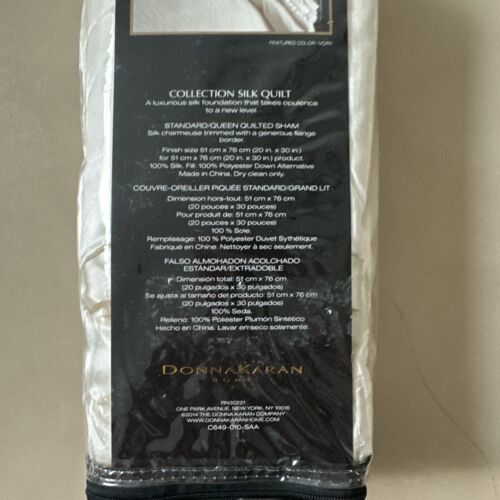 FEATURED COLOR: IVORY
COLLECTION SILK QUILT
A luxurious silk foundation that takes opulence
to a new level.
STANDARD/QUEEN QUILTED SHAM
Silk charmeuse trimmed with a generous flange
border.
Finish size 51 cm x 76 cm (20 in. x 30 in.)
for 51 cm x 76 cm (20 in. x 30 in.) product.
100% Silk. Fill: 100% Polyester Down Alternative
Made in China. Dry clean only.
COUVRE-OREILLER PIQUÉE STANDARD/GRAND LIT
Dimension hors-tout: 51 cm x 76 cm
(20 pouces x 30 pouces)
Pour produit de: 51 cm x 76 cm
(20 pouces x 30 pouces)
100 % Soie.
Remplissage: 100 % Polyester Duvet Sythétique
Fabriqué en Chine. Nettoyer à sec seulement.
FALSO ALMOHADON ACOLCHADO
ESTÁNDAR/EXTRADOBLE
Dimensión total: 51 cm x 76 cm
(20 pulgados x 30 pulgados)
Se ajusta al tamaño del producto: 51 cm x 76 cm
(20 pulgados x 30 pulgados)
100% Seda.
Relleno: 100% Poliéster Plumón Sintético
Hecho en China. Lavar en seco solamente.
DONNAKARAN
HOME
RN30221
ONE PARK AVENUE, NEW YORK, NY 10016
©2014 THE DONNA KARAN COMPANY
WWW.DONNAKARANHOME.COM
C649-010-SAA